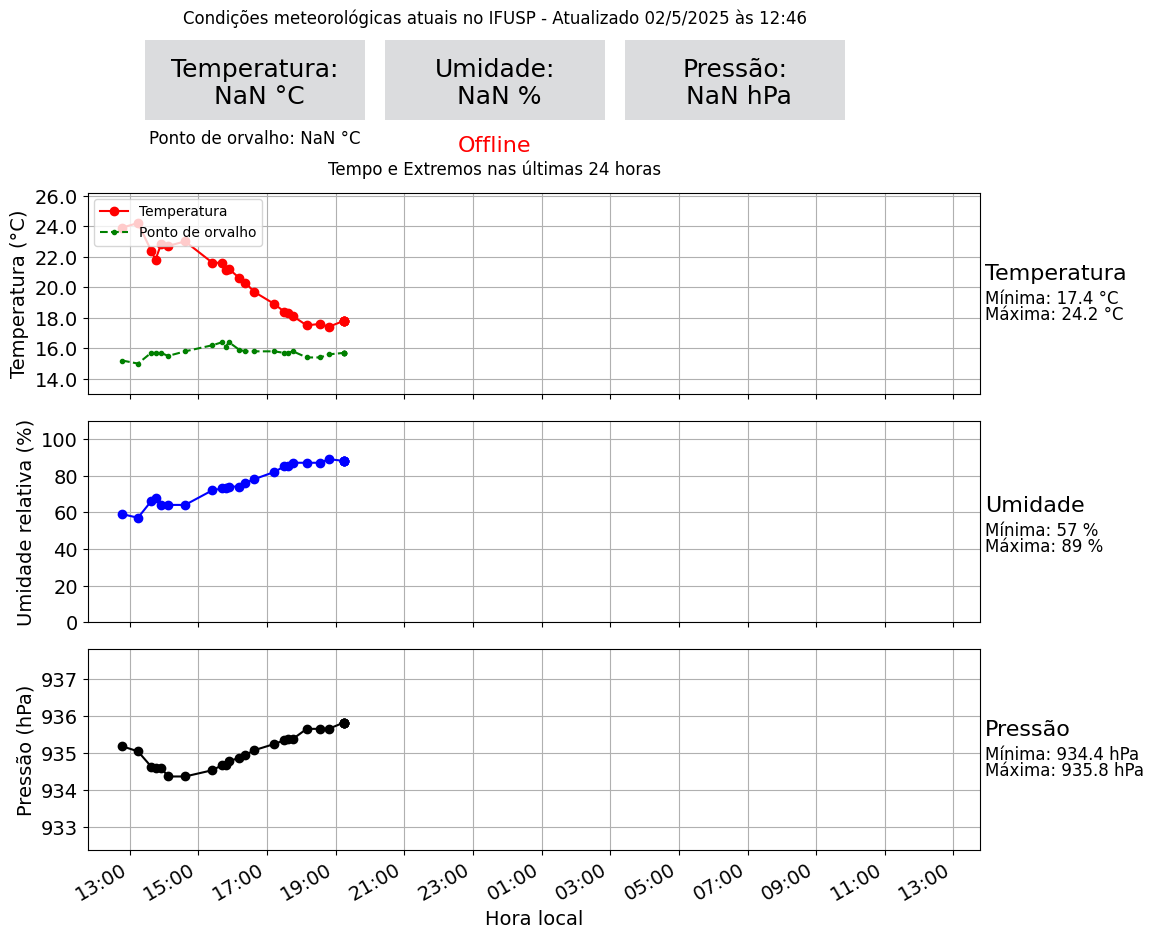 Condições meteorológicas atuais no IFUSP - Atualizado 02/5/2025 às 12:46
Temperatura:
NaN °C
Umidade:
NaN %
Pressão:
NaN hPa
Ponto de orvalho: NaN °C
Offline
Tempo e Extremos nas últimas 24 horas
Temperatura (°C)
26.0
24.0
22.0
20.0
18.0
16.0
14.0
Temperatura
Ponto de orvalho
Temperatura
Mínima: 17.4 °C
Máxima: 24.2 °C
Umidade relativa (%)
100
80
60
40
20
0
Umidade
Mínima: 57 %
Máxima: 89 %
Pressão (hPa)
937
936
935
934
933
Pressão
Mínima: 934.4 hPa
Máxima: 935.8 hPa
13:00 15:00 17:00 19:00 21:00 23:00 01:00 03:00 05:00 07:00 09:00 11:00 13:00
Hora local